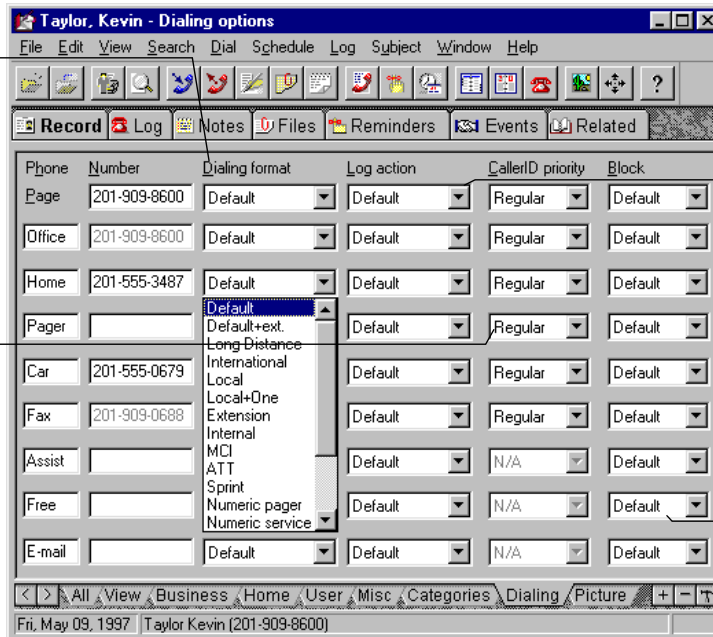 Taylor, Kevin - Dialing options
File Edit View Search Dial Schedule Log Subject Window Help
Record Log Notes Files Reminders Events Related
Phone Number Dialing format Log action CallerID priority Block
Page 201-909-8600 Default Default Regular Default
Office 201-909-8600 Default Default Regular Default
Home 201-555-3487 Default Default Regular Default
Default
Default+ext.
Long Distance
International
Local
Local+One
Extension
Internal
MCI
ATT
Sprint
Numeric pager
Numeric service
Pager Default Regular Default
Car 201-555-0679 Default Regular Default
Fax 201-909-0688 Default Regular Default
Assist Default N/A Default
Free Default N/A Default
E-mail Default Default N/A Default
All View Business Home User Misc Categories Dialing Picture
Fri, May 09, 1997 Taylor Kevin (201-909-8600)